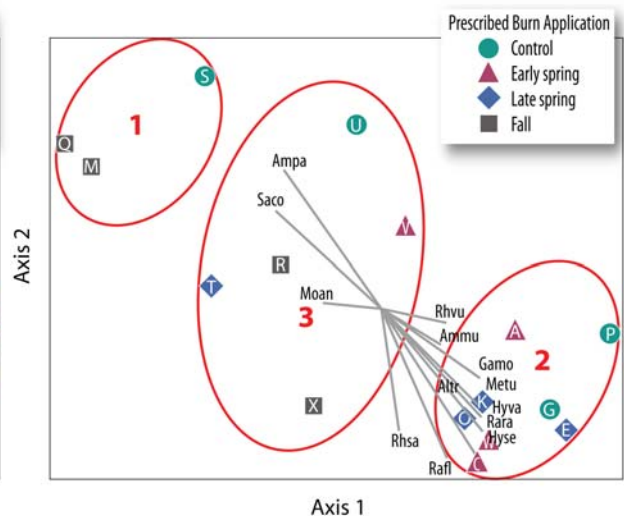 Prescribed Burn Application
Control
Early spring
Late spring
Fall
S
1
U
Q
M
Ampa
Saco
V
Axis 2
R
T
Moan
3
Rhvu
A
P
Ammu
2
Gamo
Altr
Metu
K
Hyva
G
O
Rara
E
Hyse
Rhsa
C
Rafl
Axis 1